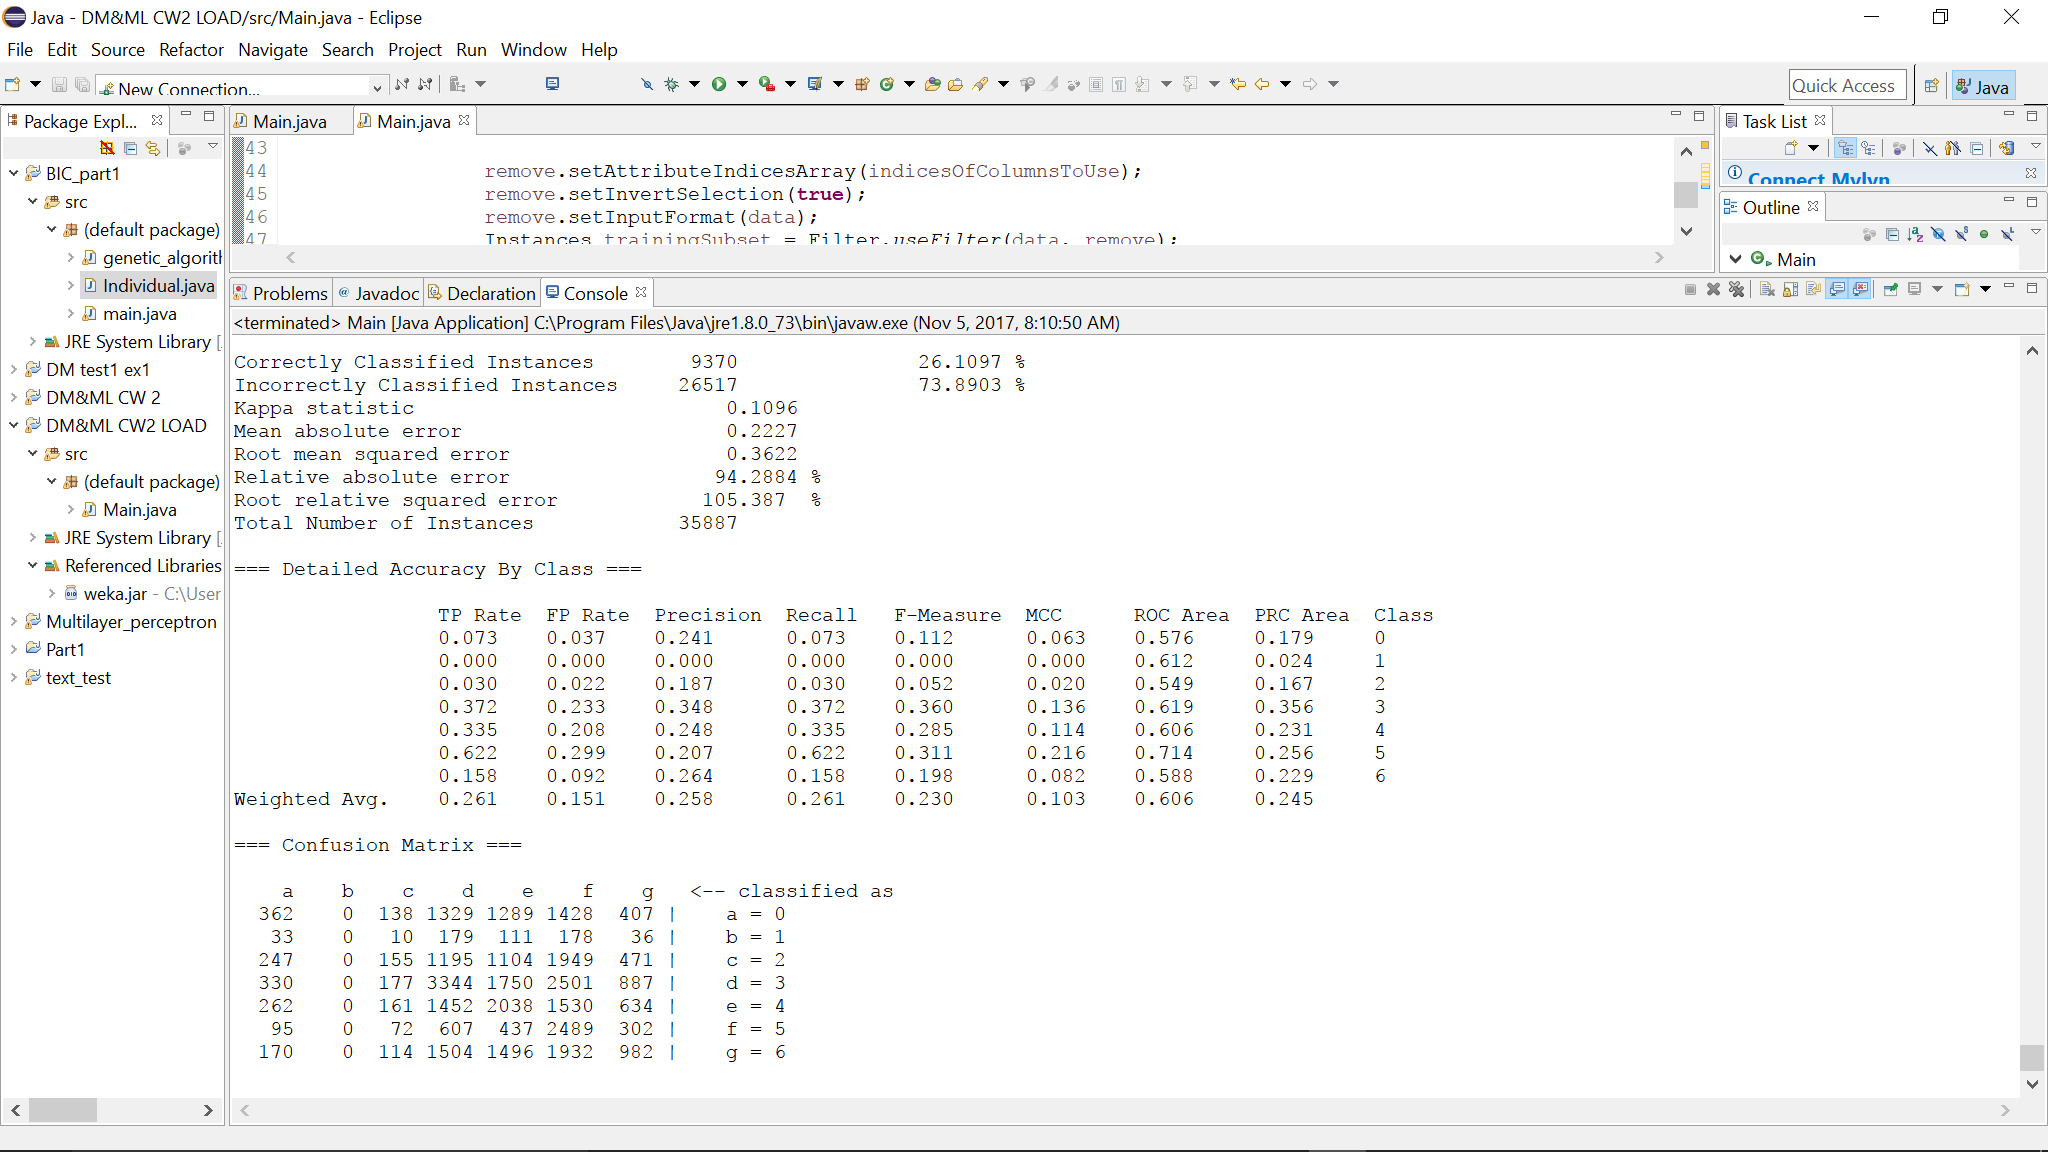 Java - DM&ML CW2 LOAD/src/Main.java - Eclipse
File Edit Source Refactor Navigate Search Project Run Window Help
New Connection...
Quick Access
Java
Package Expl...
BIC_part1
src
(default package)
genetic_algorit
Individual.java
main.java
JRE System Library [
DM test1 ex1
DM&ML CW 2
DM&ML CW2 LOAD
src
(default package)
Main.java
JRE System Library [
Referenced Libraries
weka.jar - C:\User
Multilayer_perceptron
Part1
text_test
Main.java Main.java
43
44 remove.setAttributeIndicesArray(indicesOfColumnsToUse);
45 remove.setInvertSelection(true);
46 remove.setInputFormat(data);
47 Instances trainingSubset = Filter.useFilter(data, remove);
Task List
Connect Mylyn
Outline
Main
Problems @ Javadoc Declaration Console
<terminated> Main [Java Application] C:\Program Files\Java\jre1.8.0_73\bin\javaw.exe (Nov 5, 2017, 8:10:50 AM)
Correctly Classified Instances 9370 26.1097 %
Incorrectly Classified Instances 26517 73.8903 %
Kappa statistic 0.1096
Mean absolute error 0.2227
Root mean squared error 0.3622
Relative absolute error 94.2884 %
Root relative squared error 105.387 %
Total Number of Instances 35887
=== Detailed Accuracy By Class ===
TP Rate FP Rate Precision Recall F-Measure MCC ROC Area PRC Area Class
0.073 0.037 0.241 0.073 0.112 0.063 0.576 0.179 0
0.000 0.000 0.000 0.000 0.000 0.000 0.612 0.024 1
0.030 0.022 0.187 0.030 0.052 0.020 0.549 0.167 2
0.372 0.233 0.348 0.372 0.360 0.136 0.619 0.356 3
0.335 0.208 0.248 0.335 0.285 0.114 0.606 0.231 4
0.622 0.299 0.207 0.622 0.311 0.216 0.714 0.256 5
0.158 0.092 0.264 0.158 0.198 0.082 0.588 0.229 6
Weighted Avg. 0.261 0.151 0.258 0.261 0.230 0.103 0.606 0.245
=== Confusion Matrix ===
a b c d e f g <-- classified as
362 0 138 1329 1289 1428 407 | a = 0
33 0 10 179 111 178 36 | b = 1
247 0 155 1195 1104 1949 471 | c = 2
330 0 177 3344 1750 2501 887 | d = 3
262 0 161 1452 2038 1530 634 | e = 4
95 0 72 607 437 2489 302 | f = 5
170 0 114 1504 1496 1932 982 | g = 6